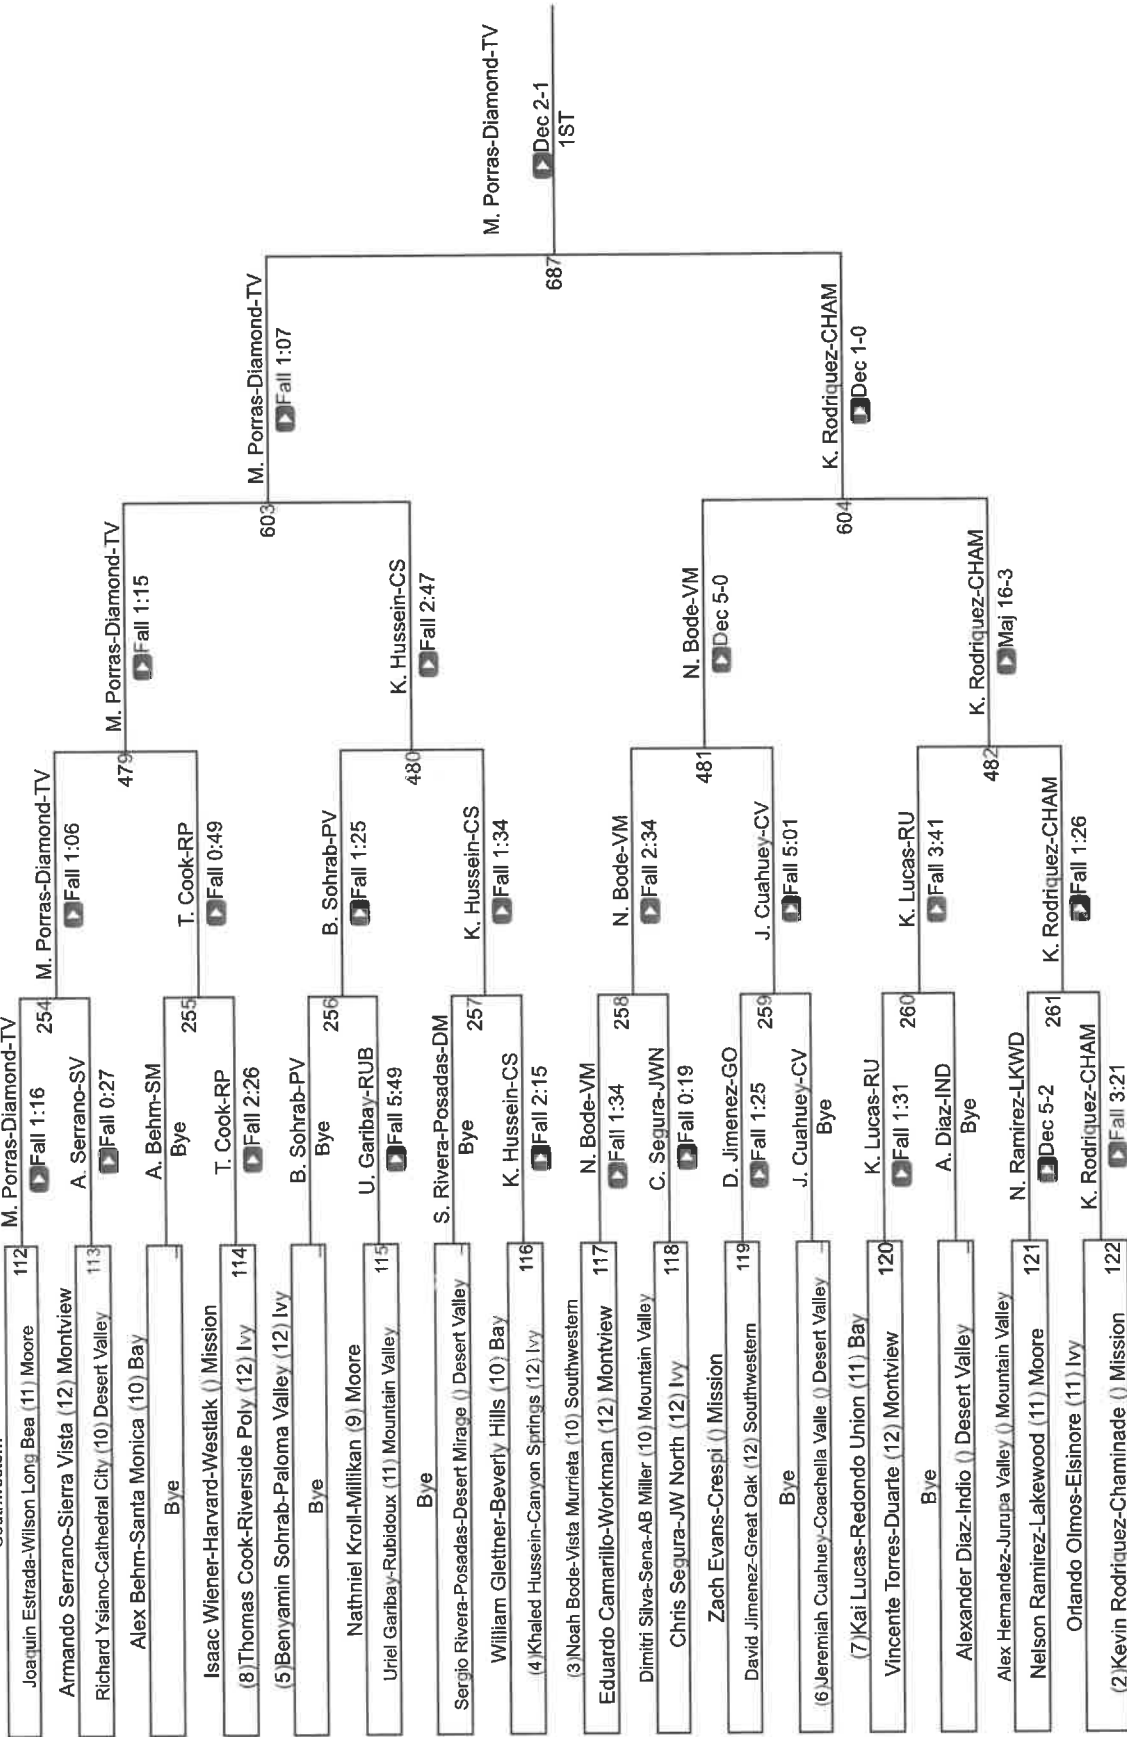 Joaquin Estrada-Wilson Long Bea (11) Moore
112
Armando Serrano-Sierra Vista (12) Montview
Richard Ysiano-Cathedral City (10) Desert Valley
113
Alex Behm-Santa Monica (10) Bay
Bye
Isaac Wiener-Harvard-Westlak () Mission
(8)Thomas Cook-Riverside Poly (12) Ivy
114
(5)Benyamin Sohrab-Paloma Valley (12) Ivy
Bye
Nathniel Kroll-Millikan (9) Moore
Uriel Garibay-Rubidoux (11) Mountain Valley
115
Bye
Sergio Rivera-Posadas-Desert Mirage () Desert Valley
William Glettner-Beverly Hills (10) Bay
(4)Khaled Hussein-Canyon Springs (12) Ivy
116
(3)Noah Bode-Vista Murrieta (10) Southwestern
Eduardo Camarillo-Workman (12) Montview
117
Dimitri Silva-Sena-AB Miller (10) Mountain Valley
Chris Segura-JW North (12) Ivy
118
Zach Evans-Crespi () Mission
David Jimenez-Great Oak (12) Southwestern
119
Bye
(6)Jeremiah Cuahuey-Coachella Valle () Desert Valley
(7)Kai Lucas-Redondo Union (11) Bay
Vincente Torres-Duarte (12) Montview
120
Bye
Alexander Diaz-Indio () Desert Valley
Alex Hernandez-Jurupa Valley () Mountain Valley
Nelson Ramirez-Lakewood (11) Moore
121
Orlando Olmos-Elsinore (11) Ivy
(2)Kevin Rodriquez-Chaminade () Mission
122
M. Porras-Diamond-TV
Fall 1:16
254
A. Serrano-SV
Fall 0:27
A. Behm-SM
Bye
255
T. Cook-RP
Fall 2:26
B. Sohrab-PV
Bye
256
U. Garibay-RUB
Fall 5:49
S. Rivera-Posadas-DM
Bye
257
K. Hussein-CS
Fall 2:15
N. Bode-VM
Fall 1:34
258
C. Segura-JWN
Fall 0:19
D. Jimenez-GO
Fall 1:25
259
J. Cuahuey-CV
Bye
K. Lucas-RU
Fall 1:31
260
A. Diaz-IND
Bye
N. Ramirez-LKWD
Dec 5-2
261
K. Rodriquez-CHAM
Fall 3:21
M. Porras-Diamond-TV
Fall 1:06
479
T. Cook-RP
Fall 0:49
B. Sohrab-PV
Fall 1:25
480
K. Hussein-CS
Fall 1:34
N. Bode-VM
Fall 2:34
481
J. Cuahuey-CV
Fall 5:01
K. Lucas-RU
Fall 3:41
482
K. Rodriquez-CHAM
Fall 1:26
M. Porras-Diamond-TV
Fall 1:15
603
K. Hussein-CS
Fall 2:47
N. Bode-VM
Dec 5-0
604
K. Rodriquez-CHAM
Maj 16-3
M. Porras-Diamond-TV
Fall 1:07
687
K. Rodriquez-CHAM
Dec 1-0
M. Porras-Diamond-TV
Dec 2-1
1ST